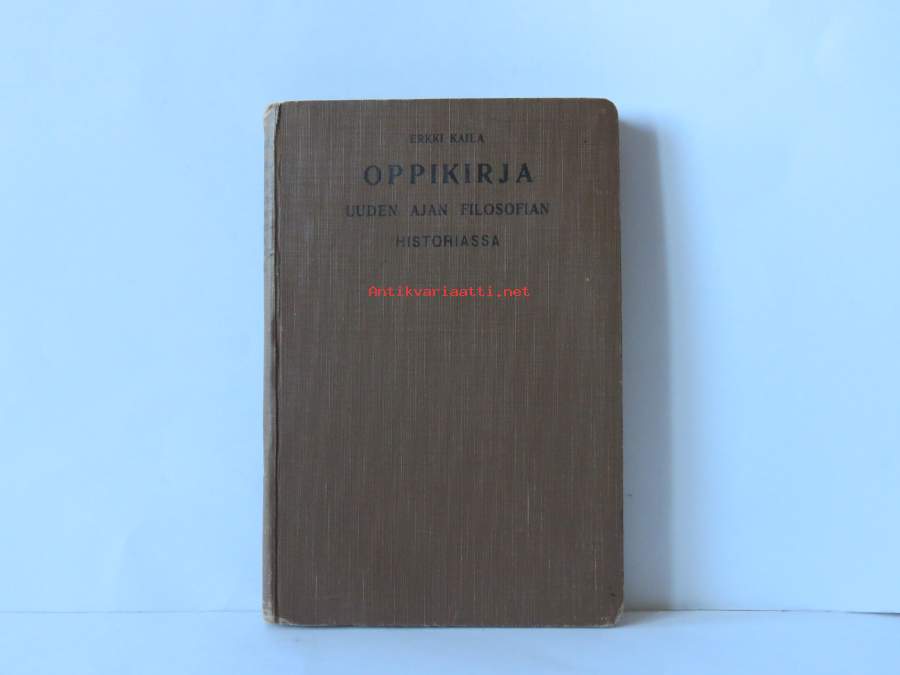 ERKKI KAILA
OPPIKIRJA
UUDEN AJAN FILOSOFIAN
HISTORIASSA
Antikvariaatti.net